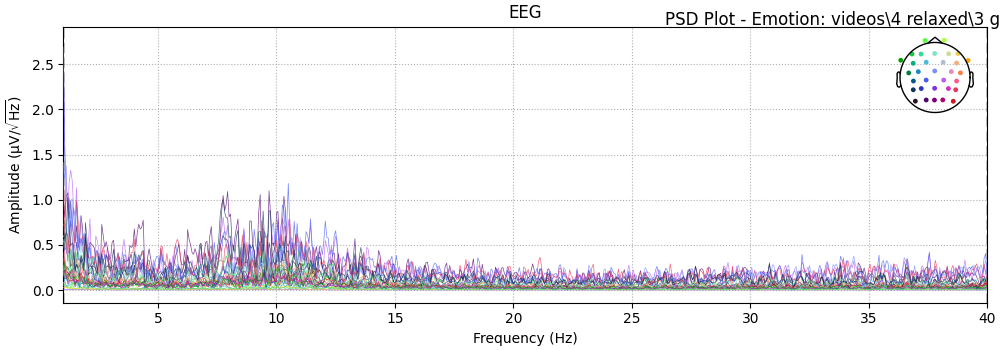 EEG
PSD Plot - Emotion: videos\4 relaxed\3 g
Amplitude (µV/√Hz)
2.5
2.0
1.5
1.0
0.5
0.0
5 10 15 20 25 30 35 40
Frequency (Hz)